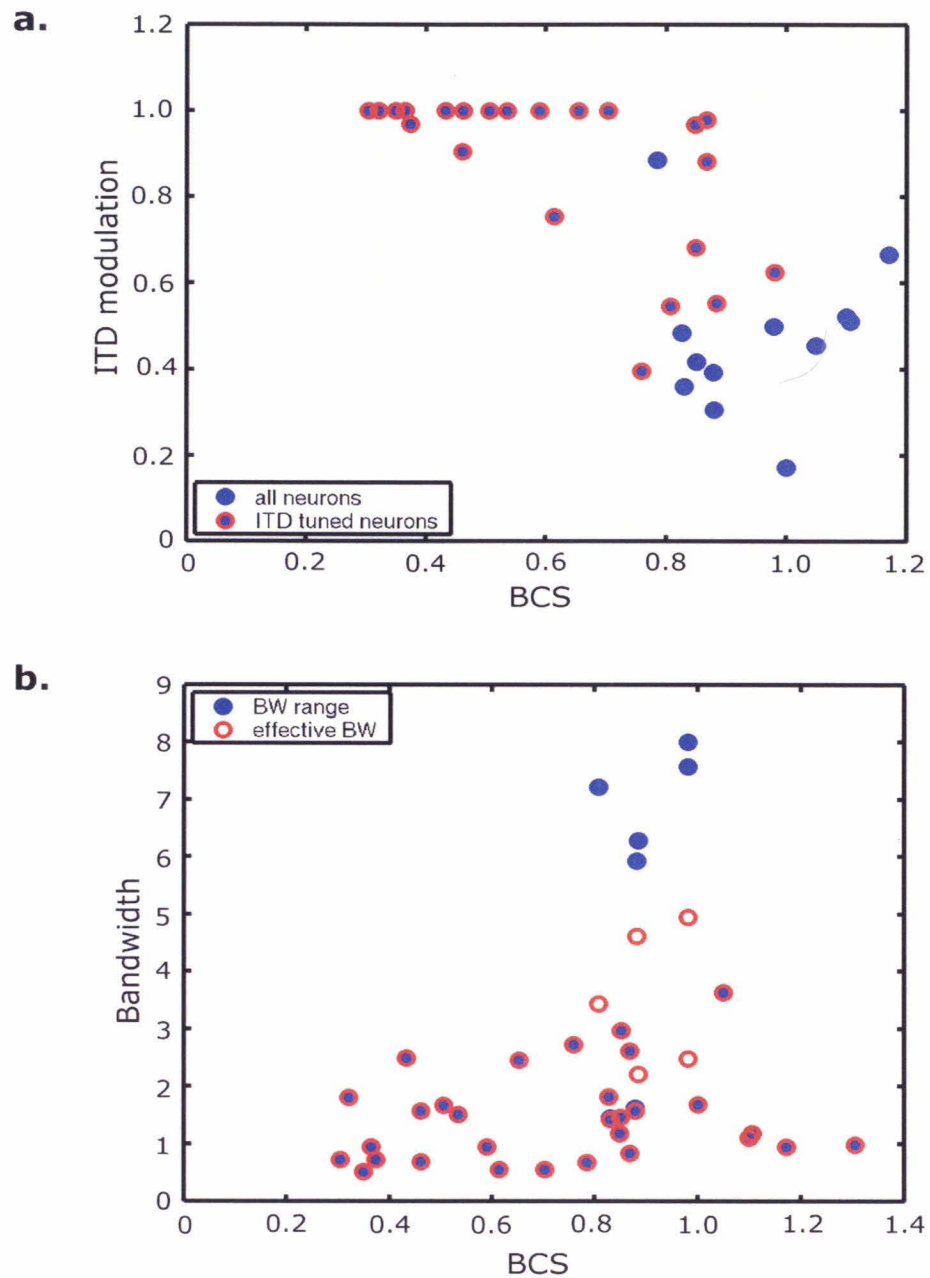 a.
1.2
1.0
0.8
0.6
0.4
0.2
0
ITD modulation
all neurons
ITD tuned neurons
0 0.2 0.4 0.6 0.8 1.0 1.2
BCS
b.
9
8
7
6
5
4
3
2
1
0
Bandwidth
BW range
effective BW
0 0.2 0.4 0.6 0.8 1.0 1.2 1.4
BCS